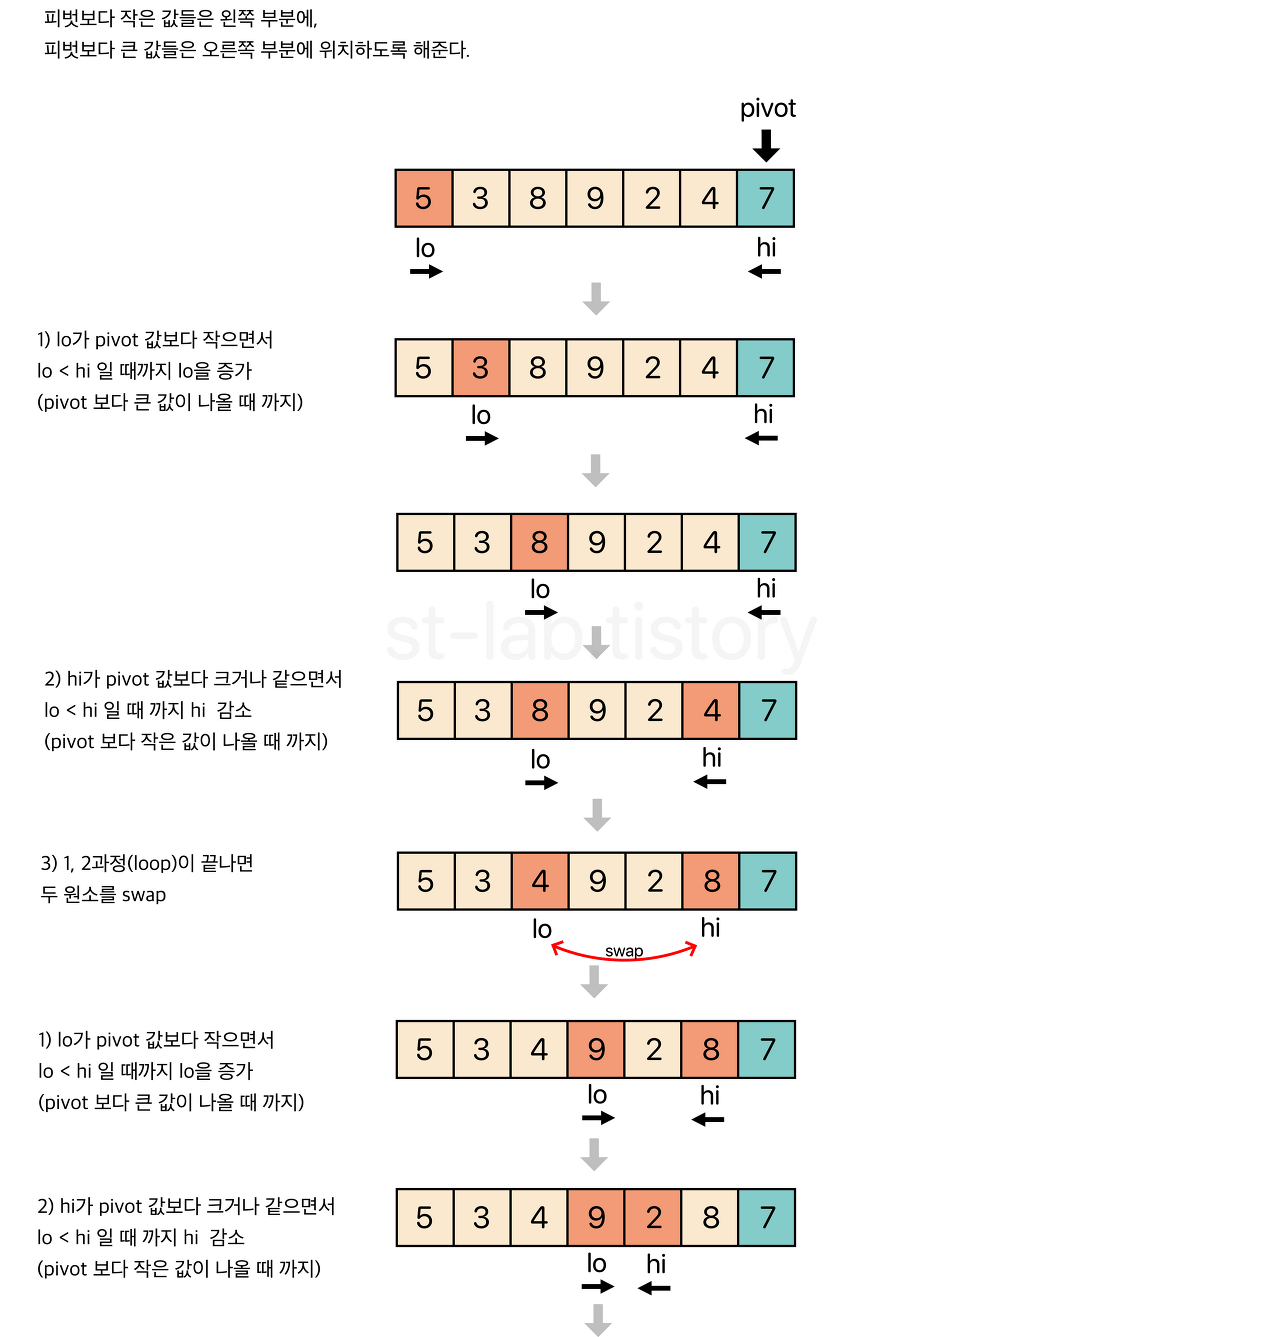 피벗보다 작은 값들은 왼쪽 부분에,
피벗보다 큰 값들은 오른쪽 부분에 위치하도록 해준다.
pivot
5 3 8 9 2 4 7
lo hi
1) lo가 pivot 값보다 작으면서
lo < hi 일 때까지 lo을 증가
(pivot 보다 큰 값이 나올 때 까지)
5 3 8 9 2 4 7
lo hi
5 3 8 9 2 4 7
lo hi
st-lab.tistory
2) hi가 pivot 값보다 크거나 같으면서
lo < hi 일 때 까지 hi 감소
(pivot 보다 작은 값이 나올 때 까지)
5 3 8 9 2 4 7
lo hi
3) 1, 2과정(loop)이 끝나면
두 원소를 swap
5 3 4 9 2 8 7
lo hi
swap
1) lo가 pivot 값보다 작으면서
lo < hi 일 때까지 lo을 증가
(pivot 보다 큰 값이 나올 때 까지)
5 3 4 9 2 8 7
lo hi
2) hi가 pivot 값보다 크거나 같으면서
lo < hi 일 때 까지 hi 감소
(pivot 보다 작은 값이 나올 때 까지)
5 3 4 9 2 8 7
lo hi